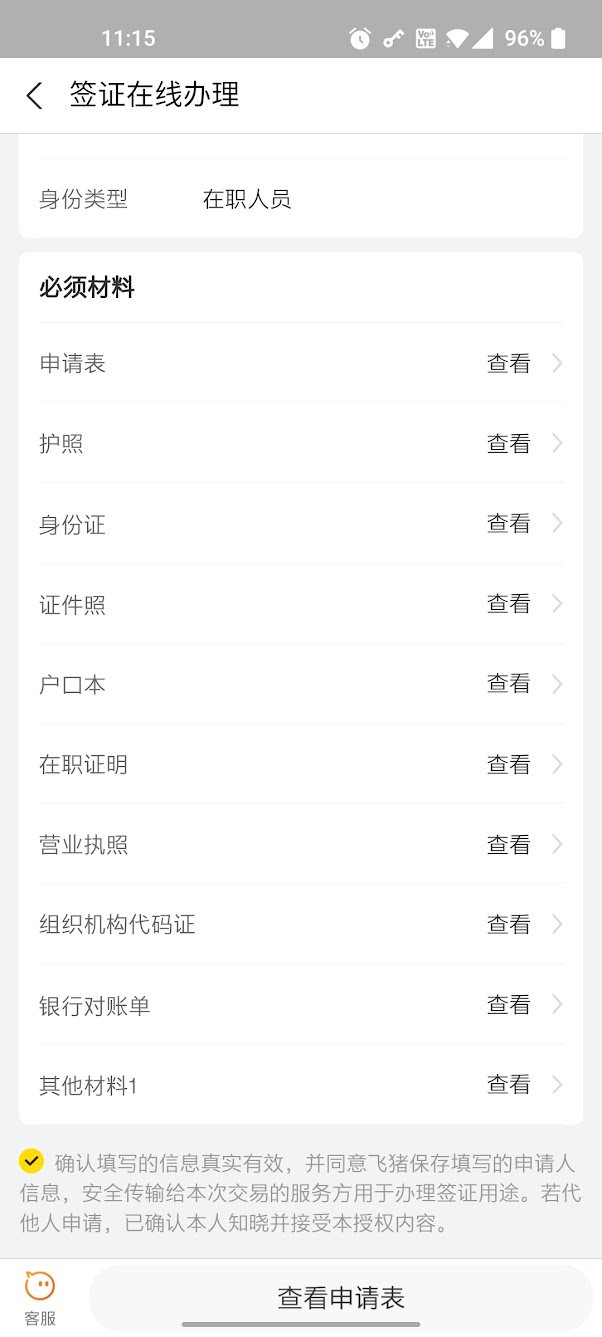 11:15 96%
签证在线办理
身份类型 在职人员
必须材料
申请表 查看
护照 查看
身份证 查看
证件照 查看
户口本 查看
在职证明 查看
营业执照 查看
组织机构代码证 查看
银行对账单 查看
其他材料1 查看
确认填写的信息真实有效，并同意飞猪保存填写的申请人
信息，安全传输给本次交易的服务方用于办理签证用途。若代
他人申请，已确认本人知晓并接受本授权内容。
查看申请表
客服